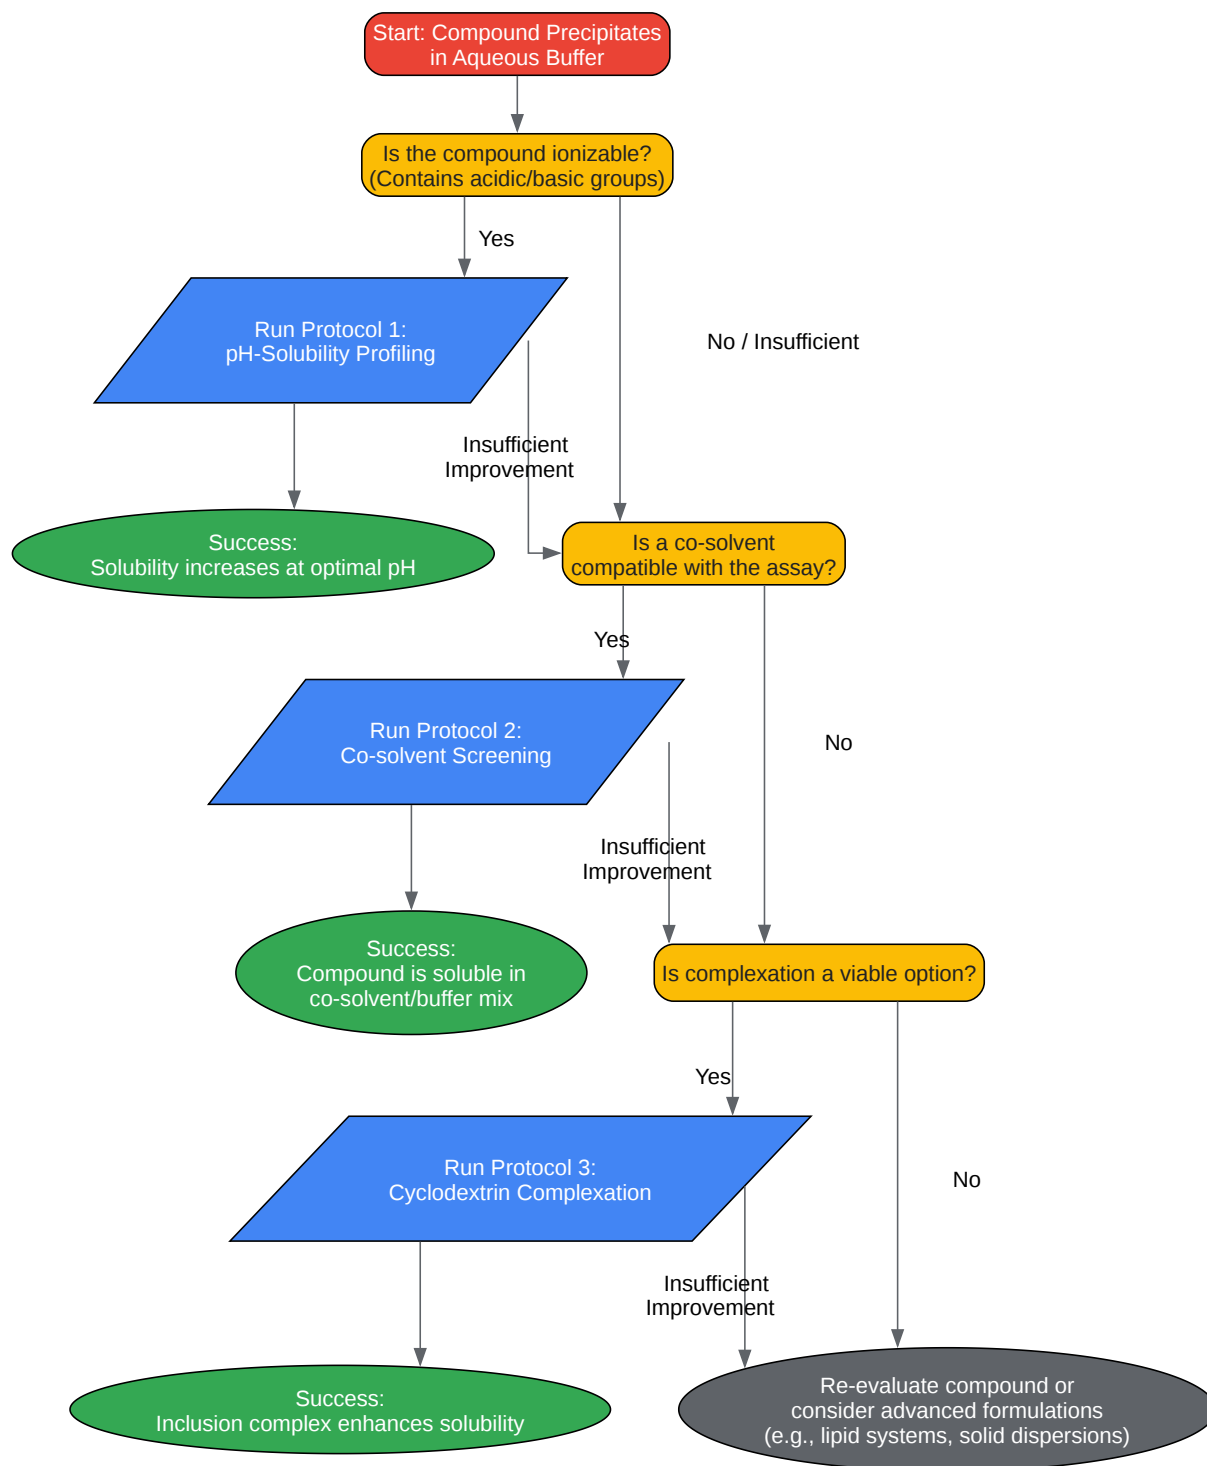 Start: Compound Precipitates
in Aqueous Buffer
Is the compound ionizable?
(Contains acidic/basic groups)
Yes
Run Protocol 1:
pH-Solubility Profiling
No / Insufficient
Insufficient
Improvement
Success:
Solubility increases at optimal pH
Is a co-solvent
compatible with the assay?
Yes
Run Protocol 2:
Co-solvent Screening
No
Insufficient
Improvement
Success:
Compound is soluble in
co-solvent/buffer mix
Is complexation a viable option?
Yes
Run Protocol 3:
Cyclodextrin Complexation
No
Insufficient
Improvement
Success:
Inclusion complex enhances solubility
Re-evaluate compound or
consider advanced formulations
(e.g., lipid systems, solid dispersions)